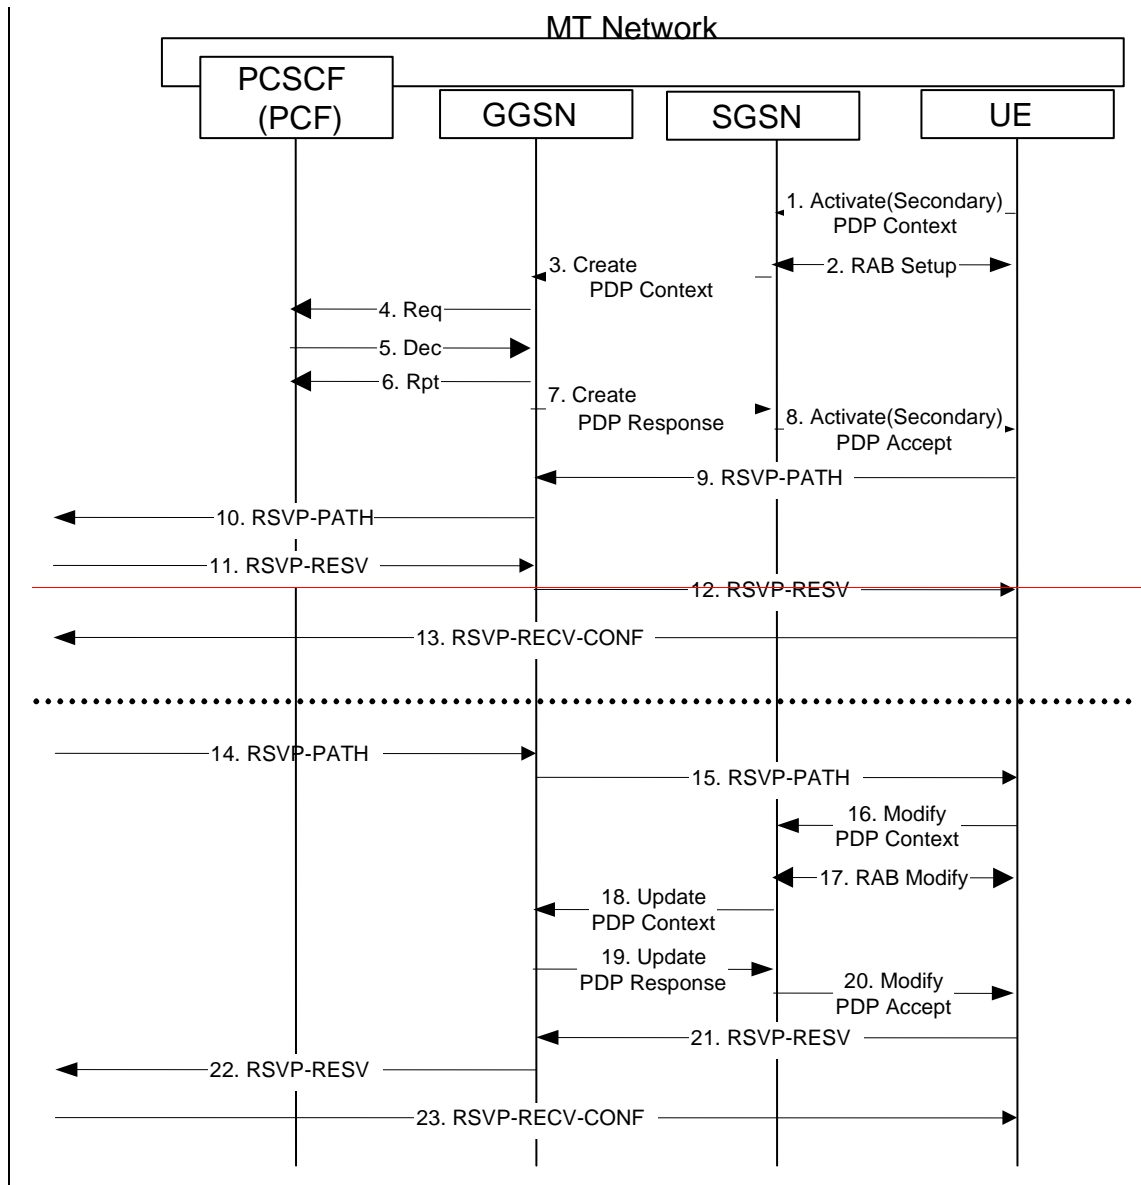 MT Network
PCSCF
(PCF)
GGSN
SGSN
UE
1. Activate(Secondary)
PDP Context
2. RAB Setup
3. Create
PDP Context
4. Req
5. Dec
6. Rpt
7. Create
PDP Response
8. Activate(Secondary)
PDP Accept
9. RSVP-PATH
10. RSVP-PATH
11. RSVP-RESV
12. RSVP-RESV
13. RSVP-RECV-CONF
14. RSVP-PATH
15. RSVP-PATH
16. Modify
PDP Context
17. RAB Modify
18. Update
PDP Context
19. Update
PDP Response
20. Modify
PDP Accept
21. RSVP-RESV
22. RSVP-RESV
23. RSVP-RECV-CONF